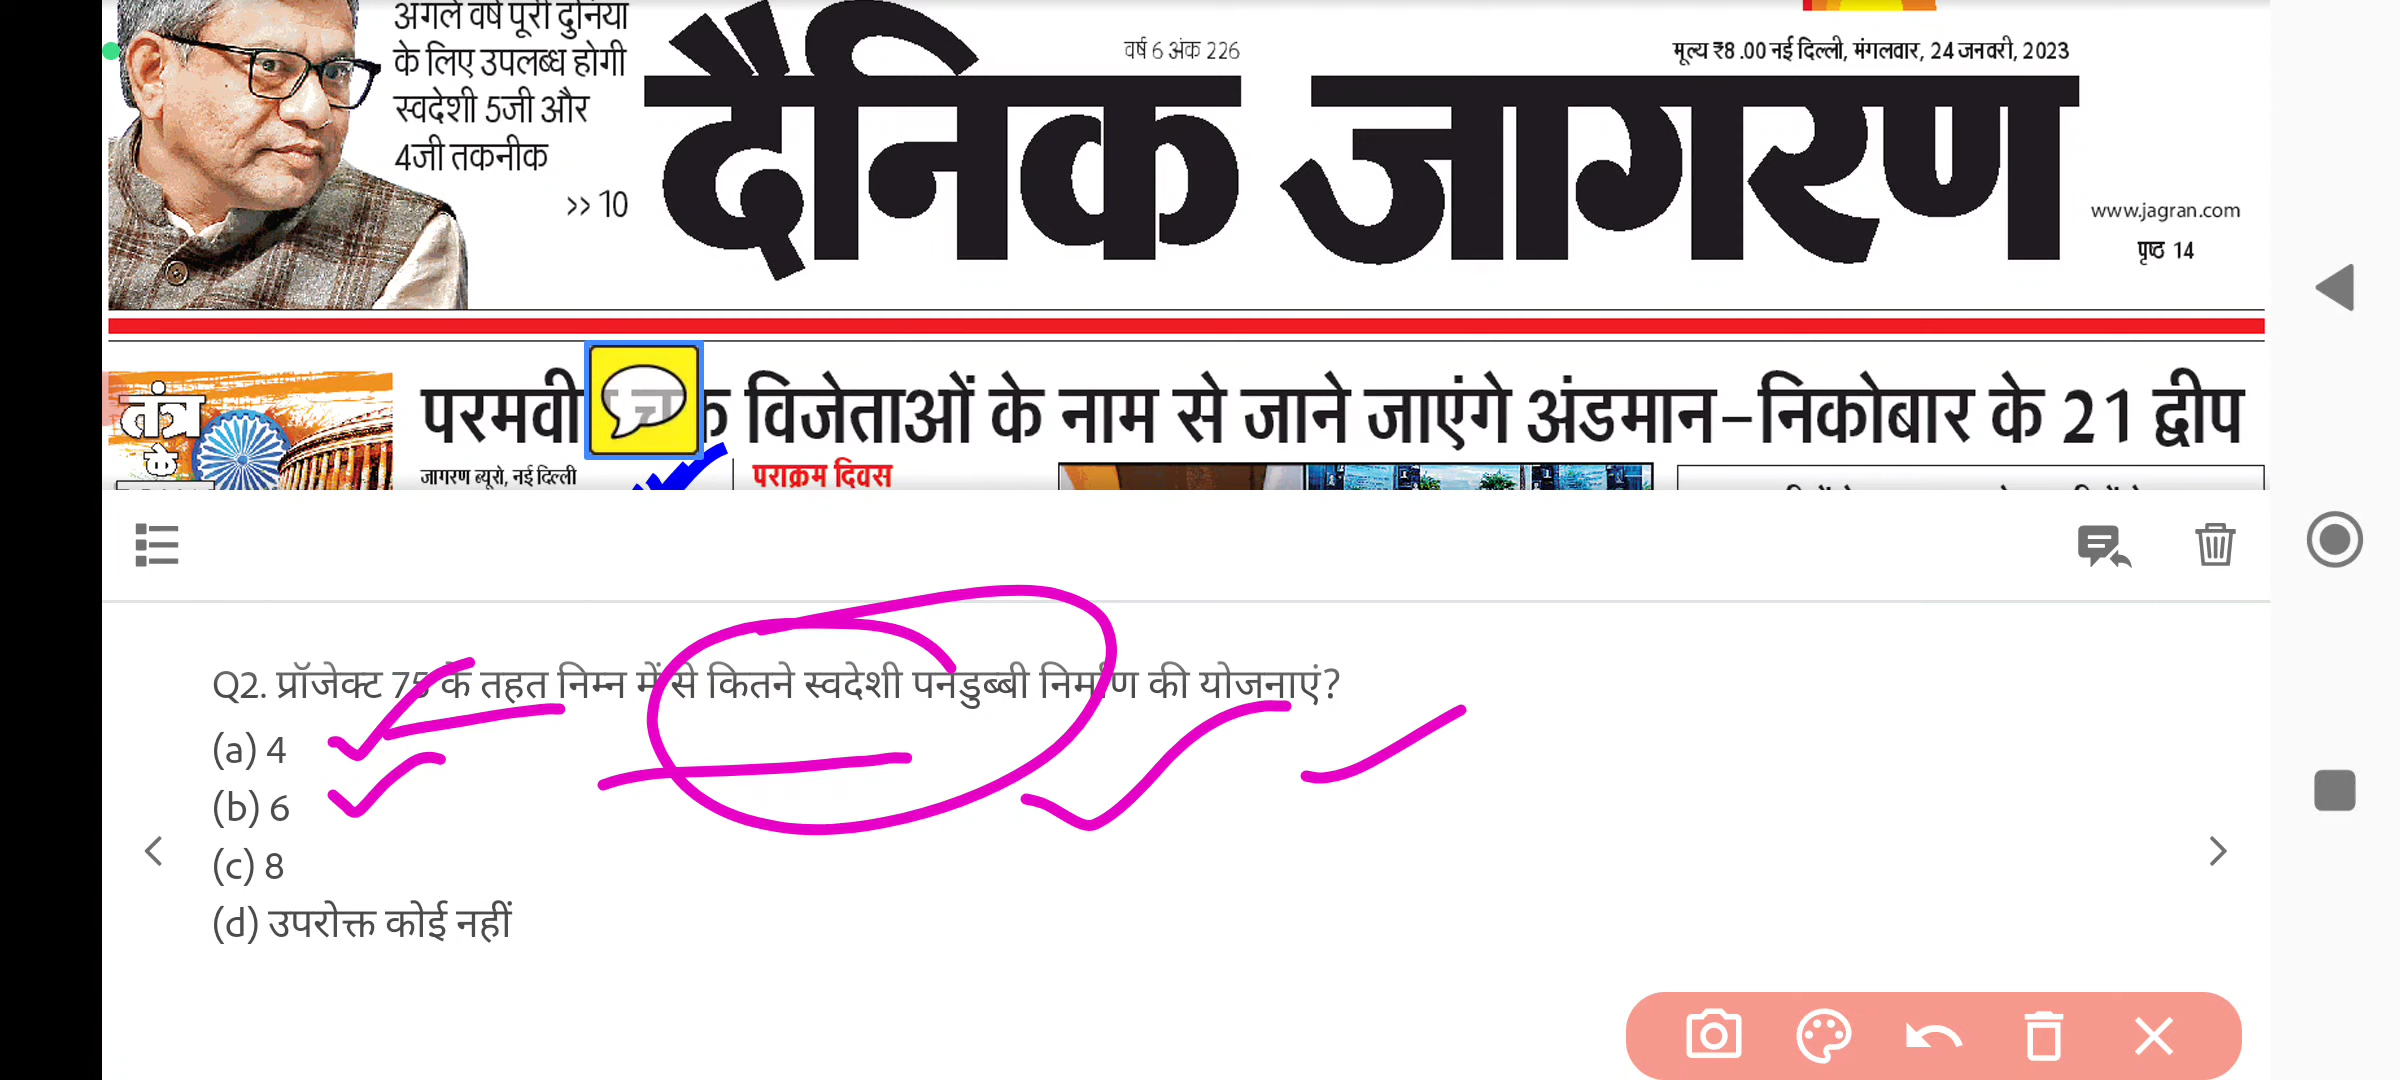 अगले वर्ष पूरी दुनिया
के लिए उपलब्ध होगी
स्वदेशी 5जी और
4जी तकनीक
>> 10
वर्ष 6 अंक 226
मूल्य ₹8.00 नई दिल्ली, मंगलवार, 24 जनवरी, 2023
दैनिक जागरण
www.jagran.com
पृष्ठ 14
तंत्र
के
विजेताओं के नाम से जाने जाएंगे अंडमान-निकोबार के 21 द्वीप
जागरण ब्यूरो, नई दिल्ली
पराक्रम दिवस
Q2. प्रॉजेक्ट 75 के तहत निम्न में से कितने स्वदेशी पनडुब्बी निर्माण की योजनाएं?
(a) 4
(b) 6
(c) 8
(d) उपरोक्त कोई नहीं